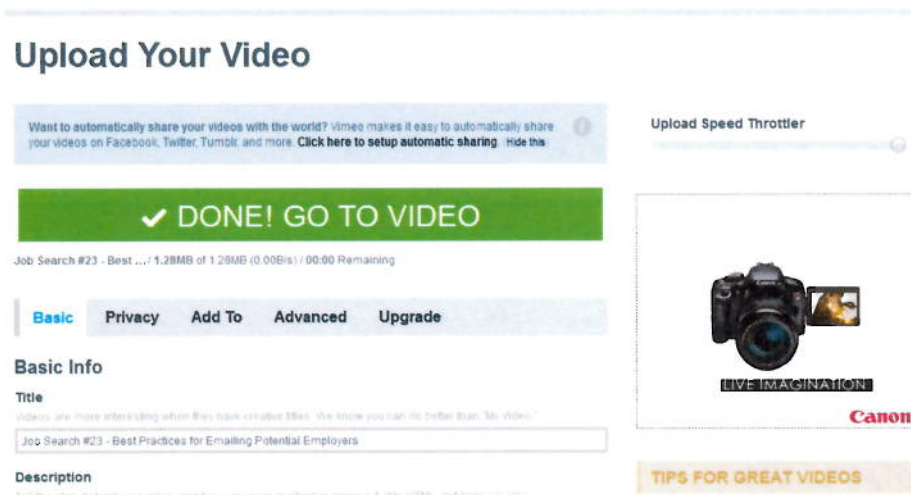 Upload Your Video
Want to automatically share your videos with the world? Vimeo makes it easy to automatically share
your videos on Facebook, Twitter, Tumblr, and more. Click here to setup automatic sharing. Hide this
Upload Speed Throttler
✓ DONE! GO TO VIDEO
Job Search #23 - Best ... / 1.28MB of 1.28MB (0.00B/s) / 00:00 Remaining
Basic Privacy Add To Advanced Upgrade
Basic Info
Title
Videos are more interesting when they have creative titles. We know you can do better than "My Video."
Job Search #23 - Best Practices for Emailing Potential Employers
Description
LIVE IMAGINATION
Canon
TIPS FOR GREAT VIDEOS